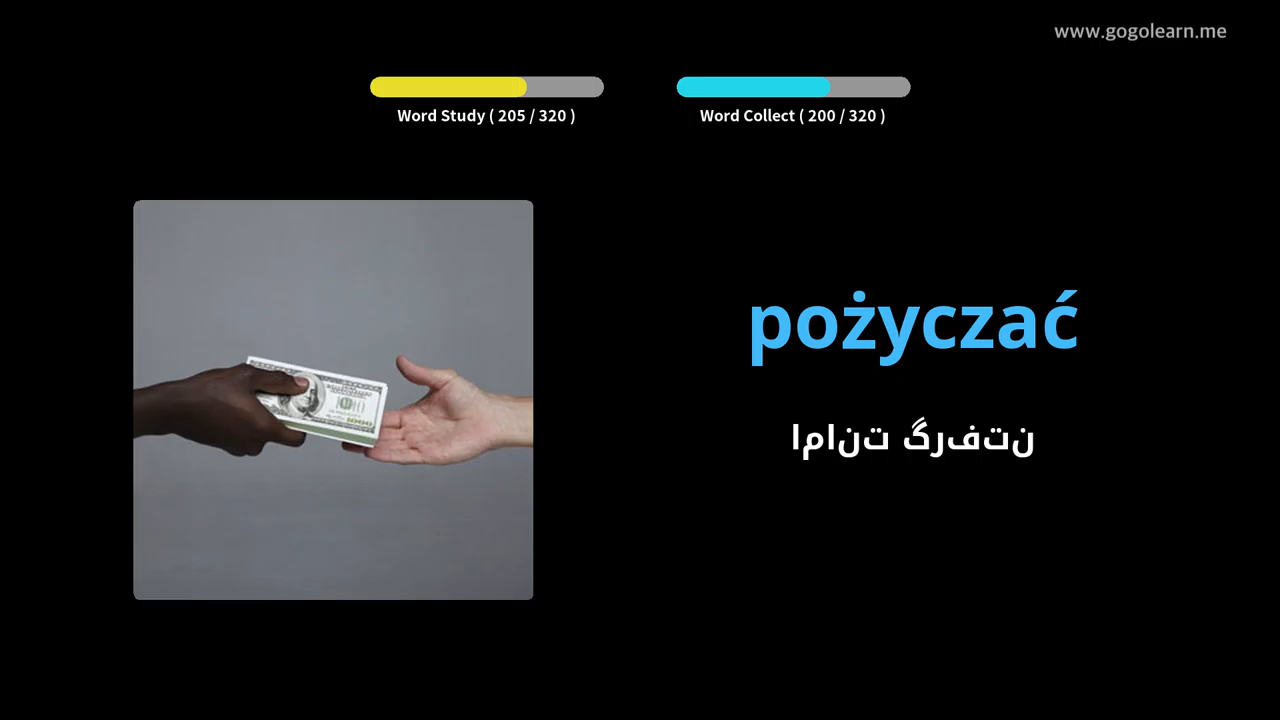 www.gogolearn.me
Word Study ( 205 / 320 )
Word Collect ( 200 / 320 )
pożyczać
امانت گرفتن